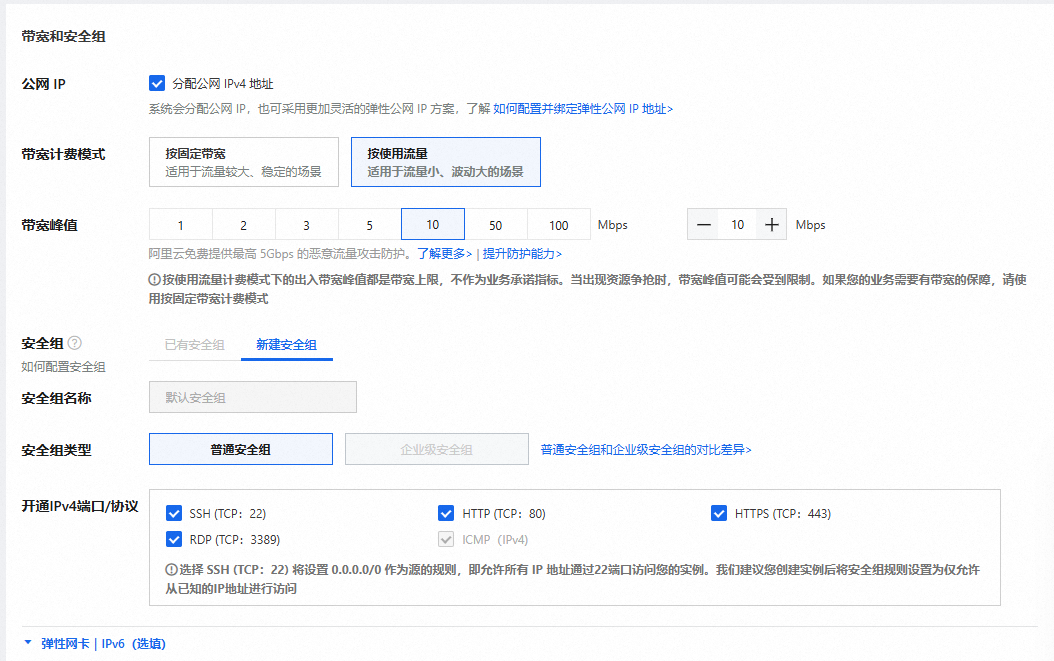 带宽和安全组
公网 IP
分配公网 IPv4 地址
系统会分配公网 IP，也可采用更加灵活的弹性公网 IP 方案，了解 如何配置并绑定弹性公网 IP 地址>
带宽计费模式
按固定带宽
适用于流量较大、稳定的场景
按使用流量
适用于流量小、波动大的场景
带宽峰值
1 2 3 5 10 50 100 Mbps — 10 + Mbps
阿里云免费提供最高 5Gbps 的恶意流量攻击防护。了解更多> | 提升防护能力>
按使用流量计费模式下的出入带宽峰值都是带宽上限，不作为业务承诺指标。当出现资源争抢时，带宽峰值可能会受到限制。如果您的业务需要有带宽的保障，请使
用按固定带宽计费模式
安全组 ?
已有安全组 新建安全组
如何配置安全组
安全组名称
默认安全组
安全组类型
普通安全组 企业级安全组 普通安全组和企业级安全组的对比差异>
开通IPv4端口/协议
SSH (TCP：22) HTTP (TCP：80) HTTPS (TCP：443)
RDP (TCP：3389) ICMP（IPv4)
选择 SSH (TCP：22) 将设置 0.0.0.0/0 作为源的规则，即允许所有 IP 地址通过22端口访问您的实例。我们建议您创建实例后将安全组规则设置为仅允许
从已知的IP地址进行访问
弹性网卡 | IPv6（选填)